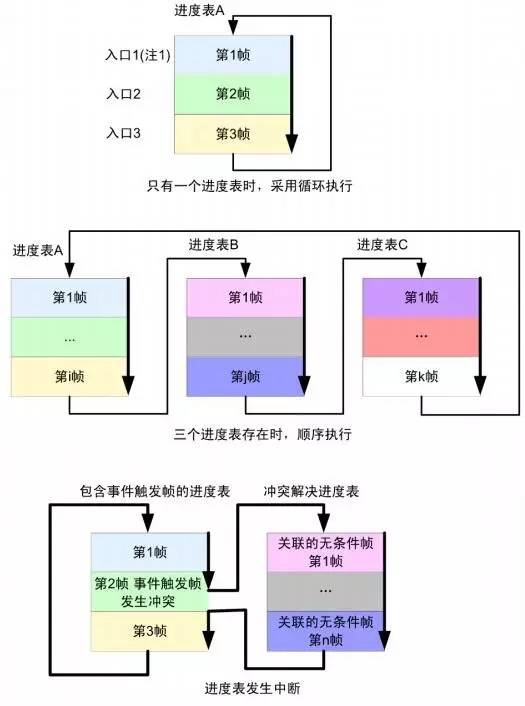 进度表A
入口1(注1)
第1帧
入口2
第2帧
入口3
第3帧
只有一个进度表时，采用循环执行
进度表A
进度表B
进度表C
第1帧
第1帧
第1帧
...
...
...
第i帧
第j帧
第k帧
三个进度表存在时，顺序执行
包含事件触发帧的进度表
冲突解决进度表
第1帧
第2帧 事件触发帧
发生冲突
第3帧
关联的无条件帧
第1帧
...
关联的无条件帧
第n帧
进度表发生中断